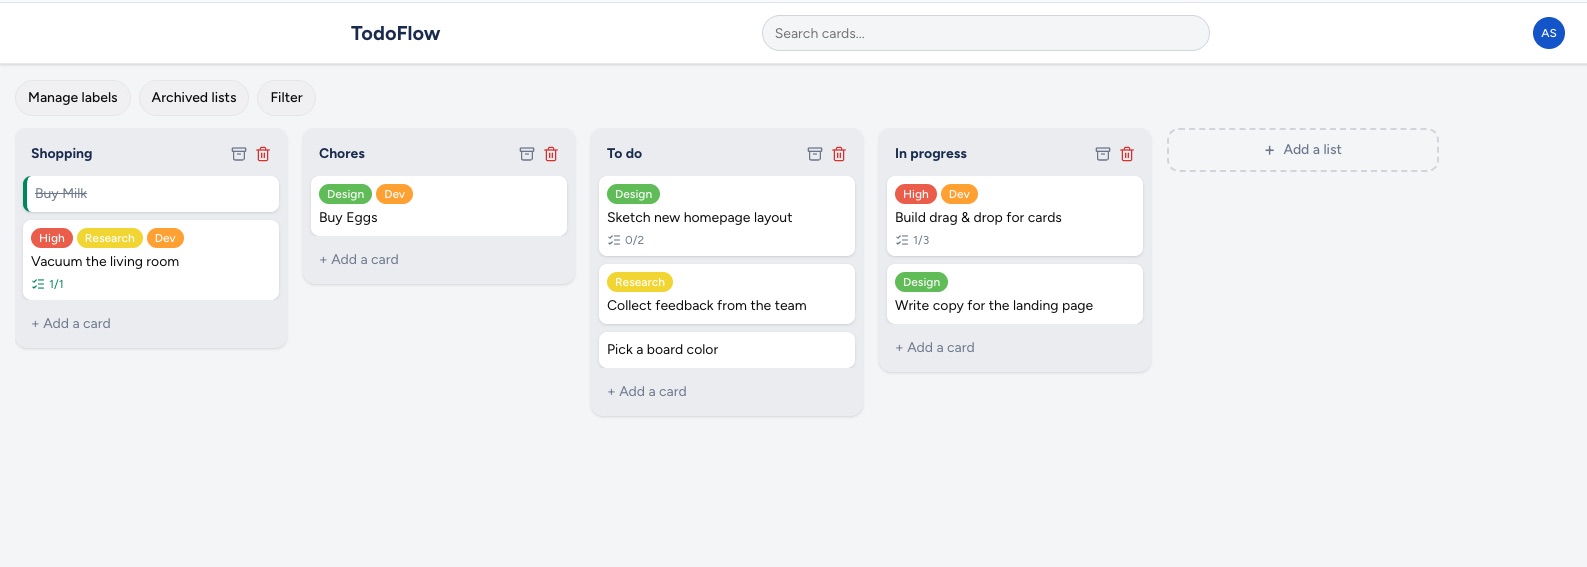 TodoFlow
Search cards...
AS
Manage labels
Archived lists
Filter
Shopping
Buy Milk
High Research Dev
Vacuum the living room
1/1
+ Add a card
Chores
Design Dev
Buy Eggs
+ Add a card
To do
Design
Sketch new homepage layout
0/2
Research
Collect feedback from the team
Pick a board color
+ Add a card
In progress
High Dev
Build drag & drop for cards
1/3
Design
Write copy for the landing page
+ Add a card
+ Add a list